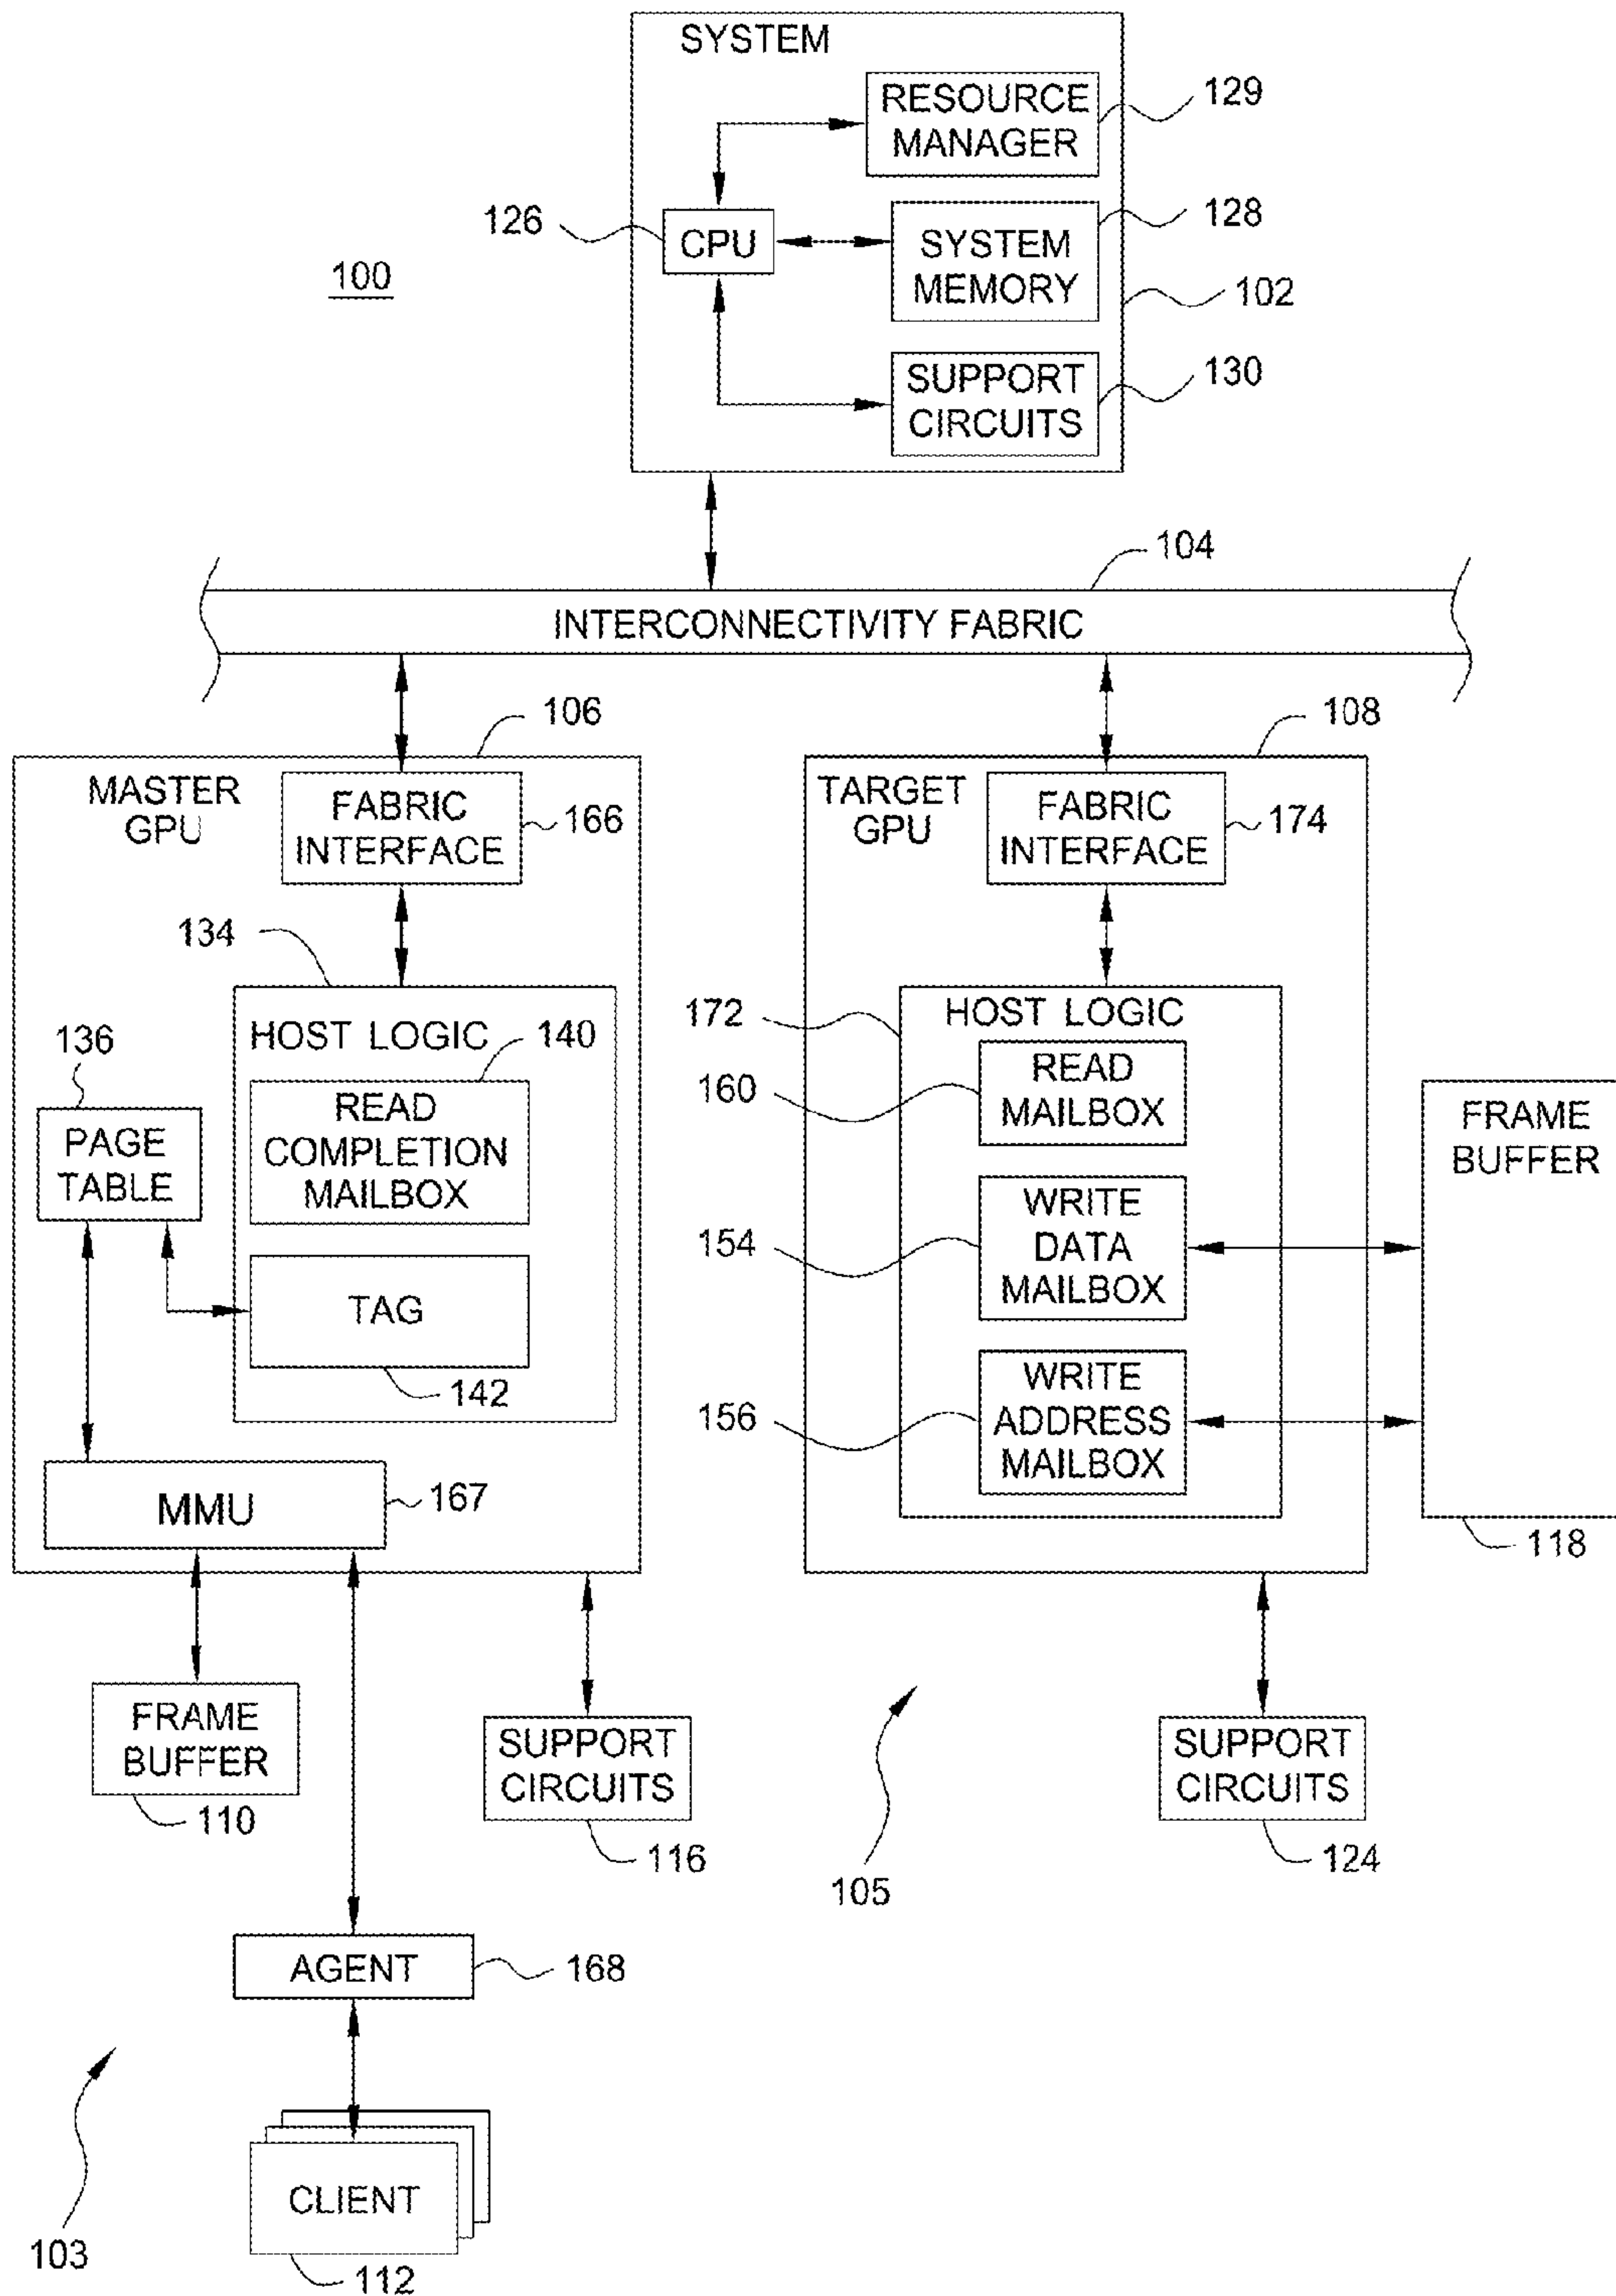 SYSTEM
RESOURCE
MANAGER
129
126
CPU
SYSTEM
MEMORY
128
100
102
SUPPORT
CIRCUITS
130
104
INTERCONNECTIVITY FABRIC
106
108
MASTER
GPU
FABRIC
INTERFACE
166
TARGET
GPU
FABRIC
INTERFACE
174
134
136
HOST LOGIC
140
READ
COMPLETION
MAILBOX
PAGE
TABLE
TAG
142
MMU
167
172
HOST LOGIC
160
READ
MAILBOX
154
WRITE
DATA
MAILBOX
156
WRITE
ADDRESS
MAILBOX
FRAME
BUFFER
118
FRAME
BUFFER
110
SUPPORT
CIRCUITS
116
105
SUPPORT
CIRCUITS
124
AGENT
168
CLIENT
103
112